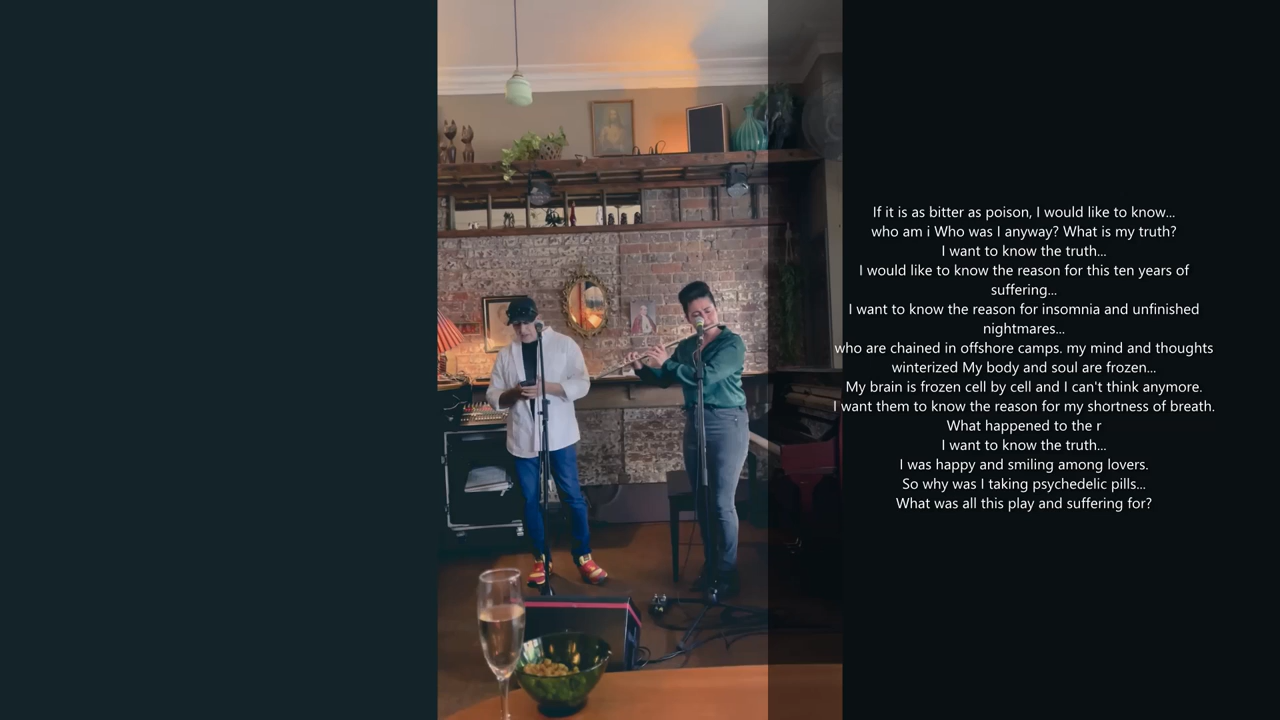 If it is as bitter as poison, I would like to know...
who am i Who was I anyway? What is my truth?
I want to know the truth...
I would like to know the reason for this ten years of
suffering...
I want to know the reason for insomnia and unfinished
nightmares...
who are chained in offshore camps. my mind and thoughts
winterized My body and soul are frozen...
My brain is frozen cell by cell and I can't think anymore.
I want them to know the reason for my shortness of breath.
What happened to the r
I want to know the truth...
I was happy and smiling among lovers.
So why was I taking psychedelic pills...
What was all this play and suffering for?